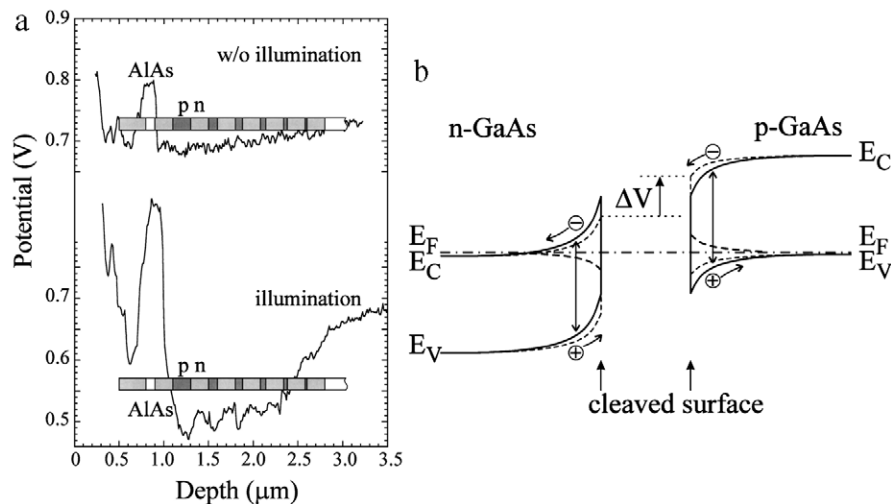 a
0.9
0.8
0.7
0.7
0.6
0.5
Potential (V)
w/o illumination
AlAs
p n
illumination
p n
AlAs
0.0 0.5 1.0 1.5 2.0 2.5 3.0 3.5
Depth (μm)
b
n-GaAs
p-GaAs
E_C
ΔV
E_F
E_C
E_F
E_V
E_V
− − + +
cleaved surface